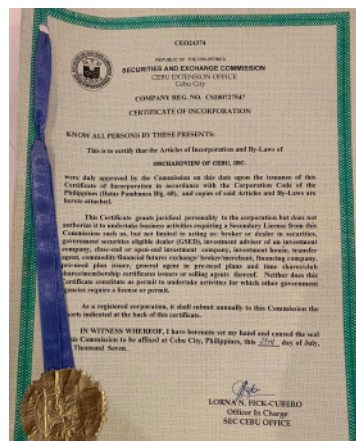 CEO24374
REPUBLIC OF THE PHILIPPINES
SECURITIES AND EXCHANGE COMMISSION
CEBU EXTENSION OFFICE
Cebu City
COMPANY REG. NO. CS200727547
CERTIFICATE OF INCORPORATION
KNOW ALL PERSONS BY THESE PRESENTS:
This is to certify that the Articles of Incorporation and By-Laws of
ORCHARDVIEW OF CEBU, INC.
were duly approved by the Commission on this date upon the issuance of this
Certificate of Incorporation in accordance with the Corporation Code of the
Philippines (Batas Pambansa Blg. 68), and copies of said Articles and By-Laws are
hereto attached.
This Certificate grants juridical personality to the corporation but does not
authorize it to undertake business activities requiring a Secondary License from this
Commission such as, but not limited to acting as: broker or dealer in securities,
government securities eligible dealer (GSED), investment adviser of an investment
company, close-end or open-end investment company, investment house, transfer
agent, commodity/financial futures exchange/broker/merchant, financing company,
pre-need plan issuer, general agent in pre-need plans and time shares/club
shares/membership certificates issuers or selling agents thereof. Neither does this
Certificate constitute as permit to undertake activities for which other government
agencies require a license or permit.
As a registered corporation, it shall submit annually to this Commission the
reports indicated at the back of this certificate.
IN WITNESS WHEREOF, I have hereunto set my hand and caused the seal
this Commission to be affixed at Cebu City, Philippines, this 23rd day of July,
Thousand Seven.
LORNA N. FICK-CUBERO
Officer In Charge
SEC CEBU OFFICE